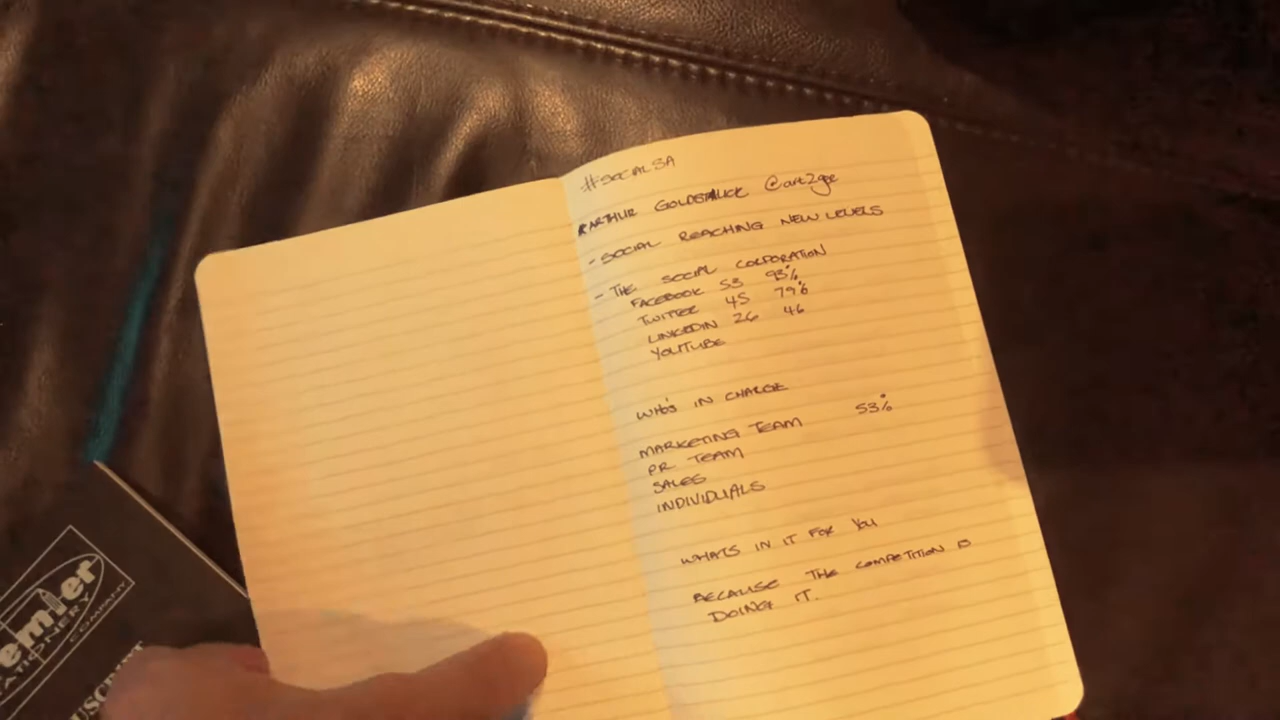 #SOCIALSA
ARTHUR GOLDSTUCK @art2gee
- SOCIAL REACHING NEW LEVELS
- THE SOCIAL CORPORATION
FACEBOOK 53 93%
TWITTER 45 79%
LINKEDIN 26 46
YOUTUBE
WHO'S IN CHARGE
MARKETING TEAM 53%
PR TEAM
SALES
INDIVIDUALS
WHATS IN IT FOR YOU
BECAUSE THE COMPETITION IS
DOING IT.
COMPANY